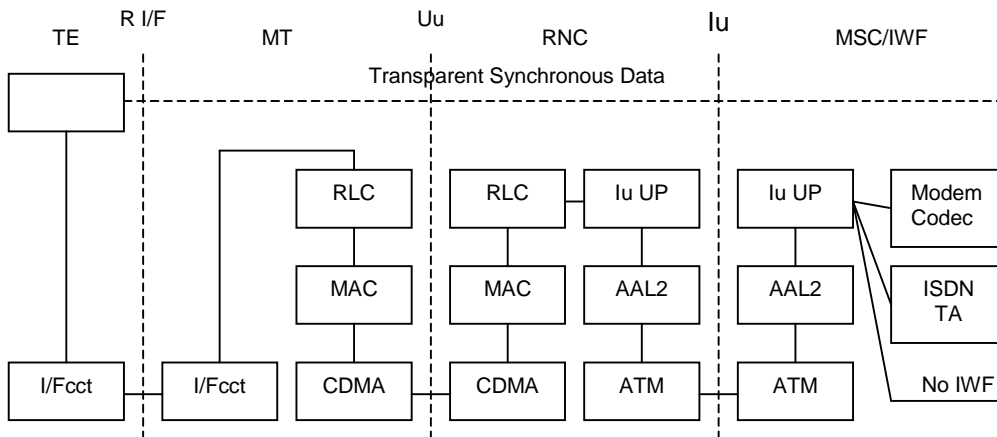 R I/F Uu Iu
TE MT RNC MSC/IWF
Transparent Synchronous Data
RLC RLC Iu UP Iu UP Modem
Codec
MAC MAC AAL2 AAL2 ISDN
TA
I/Fcct I/Fcct CDMA CDMA ATM ATM No IWF